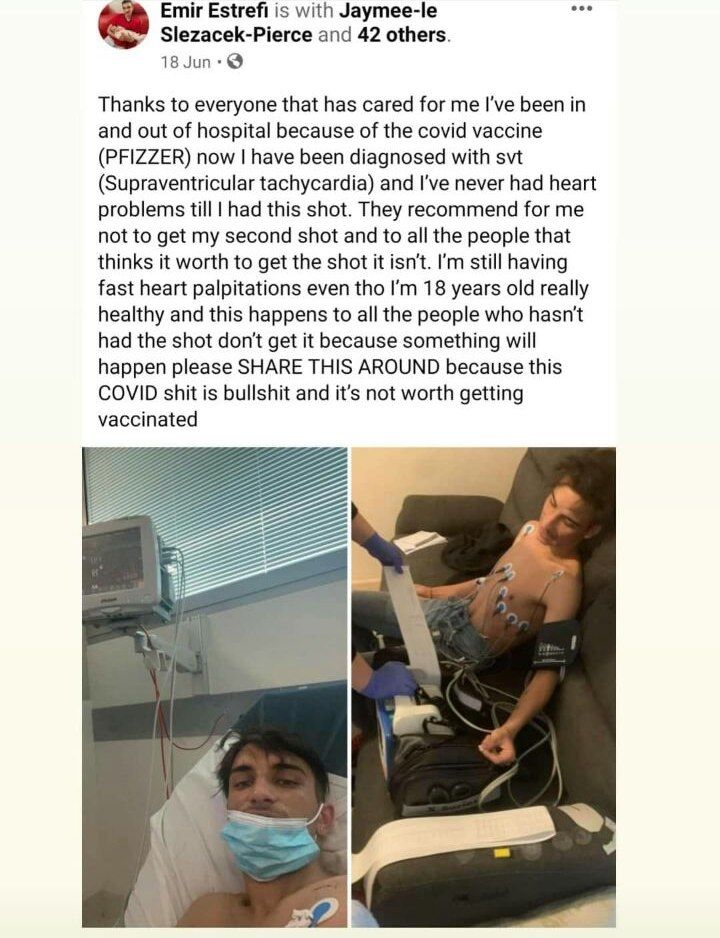 Emir Estrefi is with Jaymee-le
Slezacek-Pierce and 42 others.
18 Jun
Thanks to everyone that has cared for me I've been in
and out of hospital because of the covid vaccine
(PFIZZER) now I have been diagnosed with svt
(Supraventricular tachycardia) and I've never had heart
problems till I had this shot. They recommend for me
not to get my second shot and to all the people that
thinks it worth to get the shot it isn't. I'm still having
fast heart palpitations even tho I'm 18 years old really
healthy and this happens to all the people who hasn't
had the shot don't get it because something will
happen please SHARE THIS AROUND because this
COVID shit is bullshit and it's not worth getting
vaccinated